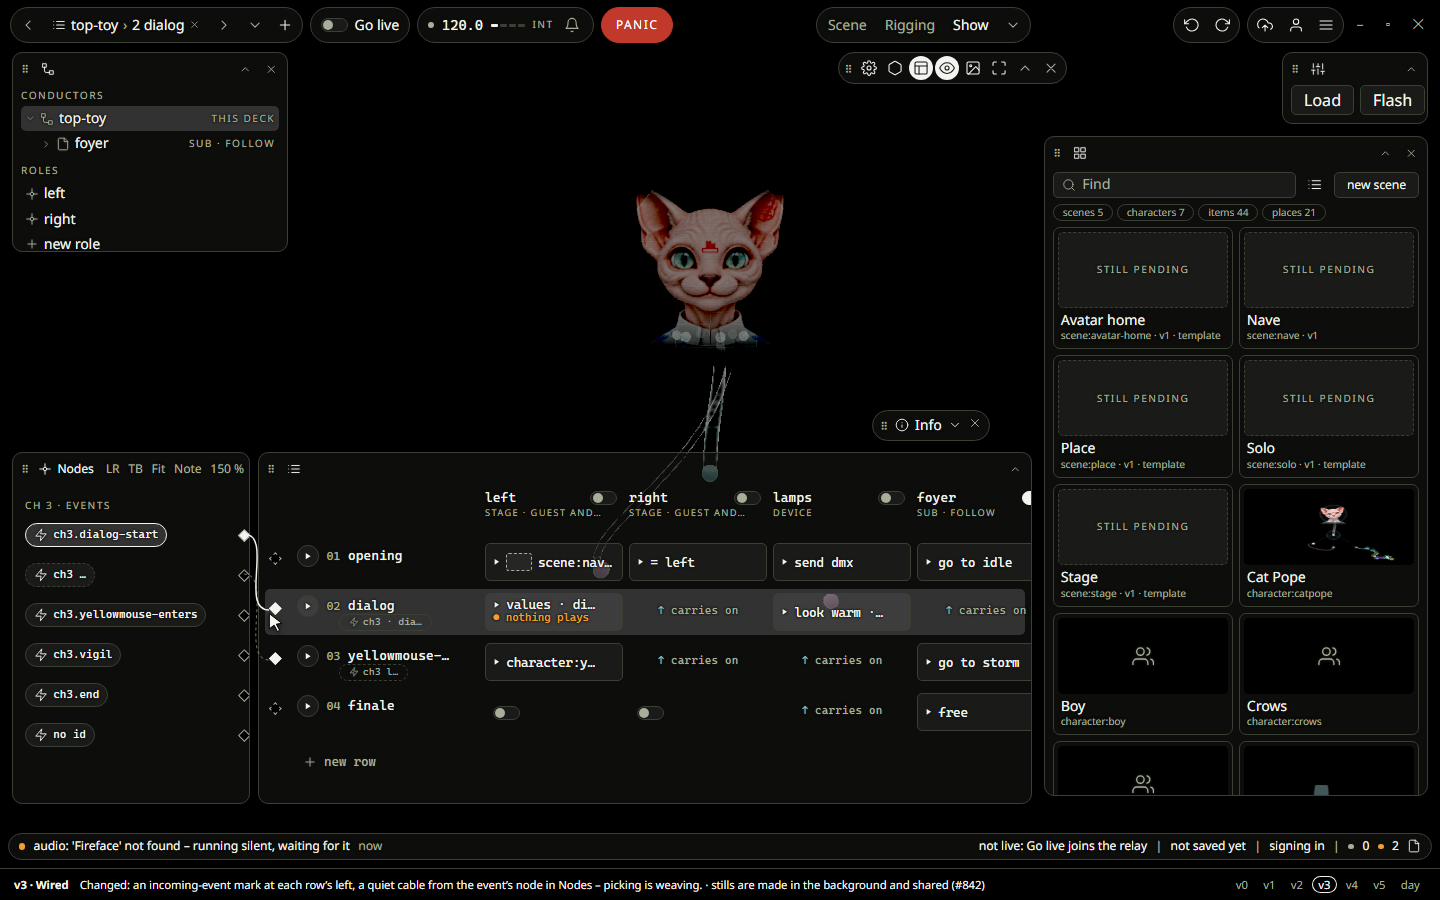 top-toy › 2 dialog × Go live 120.0 INT PANIC Scene Rigging Show
CONDUCTORS
top-toy THIS DECK
foyer SUB · FOLLOW
ROLES
left
right
new role
Load Flash
Find new scene
scenes 5 characters 7 items 44 places 21
STILL PENDING STILL PENDING
Avatar home Nave
scene:avatar-home · v1 · template scene:nave · v1
STILL PENDING STILL PENDING
Place Solo
scene:place · v1 · template scene:solo · v1 · template
STILL PENDING
Stage Cat Pope
scene:stage · v1 · template character:catpope
Boy Crows
character:boy character:crows
Info
Nodes LR TB Fit Note 150 %
CH 3 · EVENTS
ch3.dialog-start
ch3 …
ch3.yellowmouse-enters
ch3.vigil
ch3.end
no id
left right lamps foyer
STAGE · GUEST AND… STAGE · GUEST AND… DEVICE SUB · FOLLOW
01 opening scene:nav… = left send dmx go to idle
02 dialog values · di… ↑ carries on look warm ·… ↑ carries on
ch3 · dia… nothing plays
03 yellowmouse-… character:y… ↑ carries on ↑ carries on go to storm
ch3 l…
04 finale ↑ carries on free
+ new row
audio: 'Fireface' not found – running silent, waiting for it now
not live: Go live joins the relay | not saved yet | signing in | 0 2
v3 · Wired Changed: an incoming-event mark at each row's left, a quiet cable from the event's node in Nodes – picking is weaving. · stills are made in the background and shared (#842)
v0 v1 v2 v3 v4 v5 day